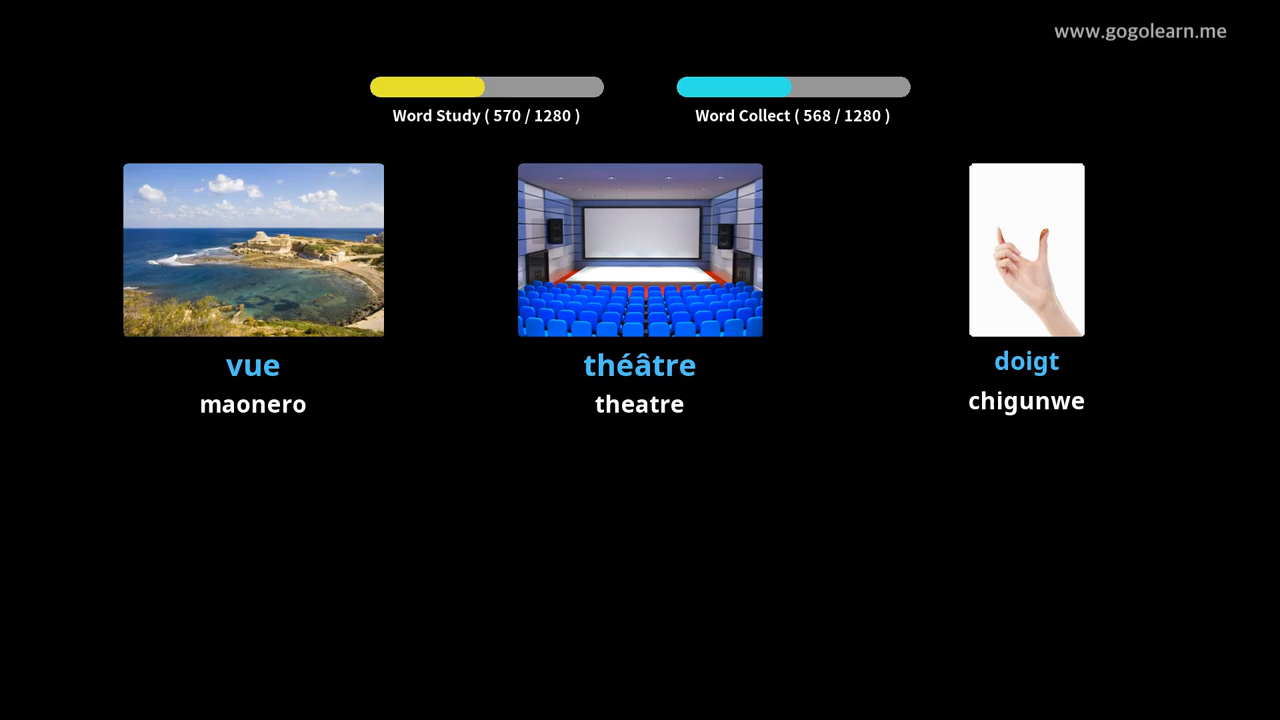 www.gogolearn.me
Word Study ( 570 / 1280 )
Word Collect ( 568 / 1280 )
vue
maonero
théâtre
theatre
doigt
chigunwe